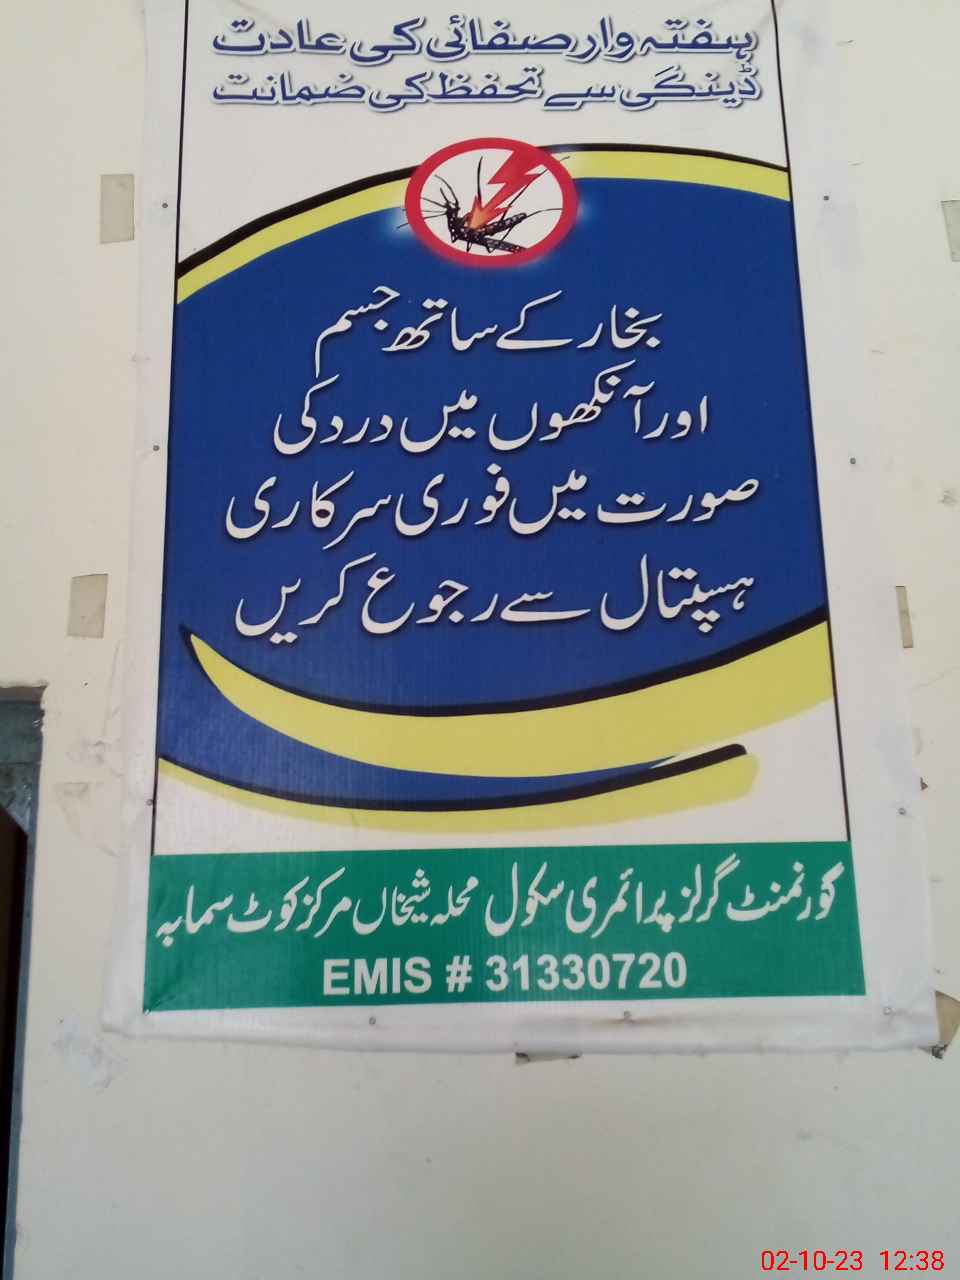 ہفتہ وار صفائی کی عادت
ڈینگی سے تحفظ کی ضمانت
بخار کے ساتھ جسم
اور آنکھوں میں درد کی
صورت میں فوری سرکاری
ہسپتال سے رجوع کریں
گورنمنٹ گرلز پرائمری سکول محلہ شیخاں مرکز کوٹ سمابہ
EMIS # 31330720
02-10-23 12:38